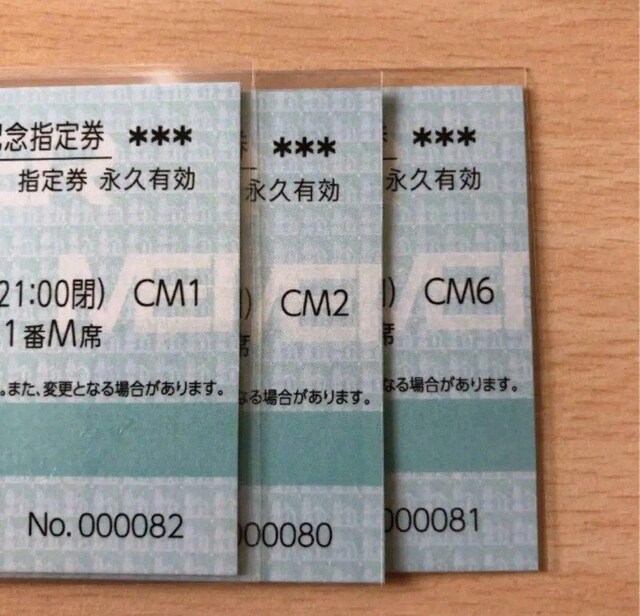 念指定券 ***
指定券 永久有効
21:00閉) CM1
1番M席
。また、変更となる場合があります。
No.000082
***
永久有効
) CM2
席
なる場合があります。
00080
***
永久有効
) CM6
席
なる場合があります。
000081